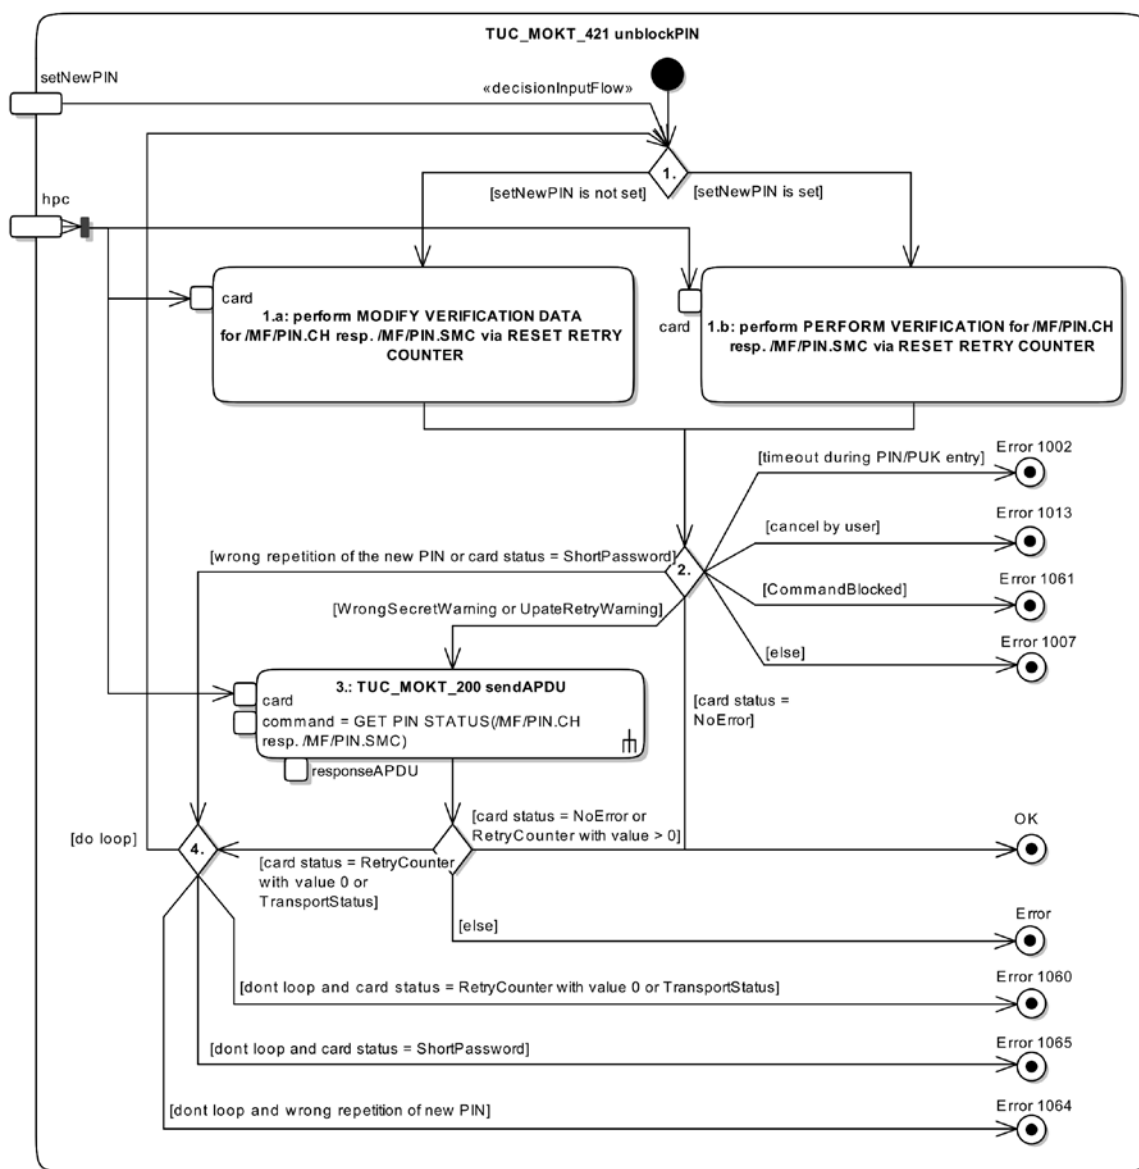 TUC_MOKT_421 unblockPIN
setNewPIN
«decisionInputFlow»
1.
[setNewPIN is not set]
[setNewPIN is set]
hpc
card
1.a: perform MODIFY VERIFICATION DATA
for /MF/PIN.CH resp. /MF/PIN.SMC via RESET RETRY
COUNTER
card
1.b: perform PERFORM VERIFICATION for /MF/PIN.CH
resp. /MF/PIN.SMC via RESET RETRY COUNTER
Error 1002
[timeout during PIN/PUK entry]
Error 1013
[cancel by user]
[wrong repetition of the new PIN or card status = ShortPassword]
2.
Error 1061
[CommandBlocked]
[WrongSecretWarning or UpateRetryWarning]
Error 1007
[else]
3.: TUC_MOKT_200 sendAPDU
card
command = GET PIN STATUS(/MF/PIN.CH
resp. /MF/PIN.SMC)
[card status =
NoError]
responseAPDU
[card status = NoError or
RetryCounter with value > 0]
OK
[do loop]
4.
[card status = RetryCounter
with value 0 or
TransportStatus]
[else]
Error
[dont loop and card status = RetryCounter with value 0 or TransportStatus]
Error 1060
[dont loop and card status = ShortPassword]
Error 1065
[dont loop and wrong repetition of new PIN]
Error 1064